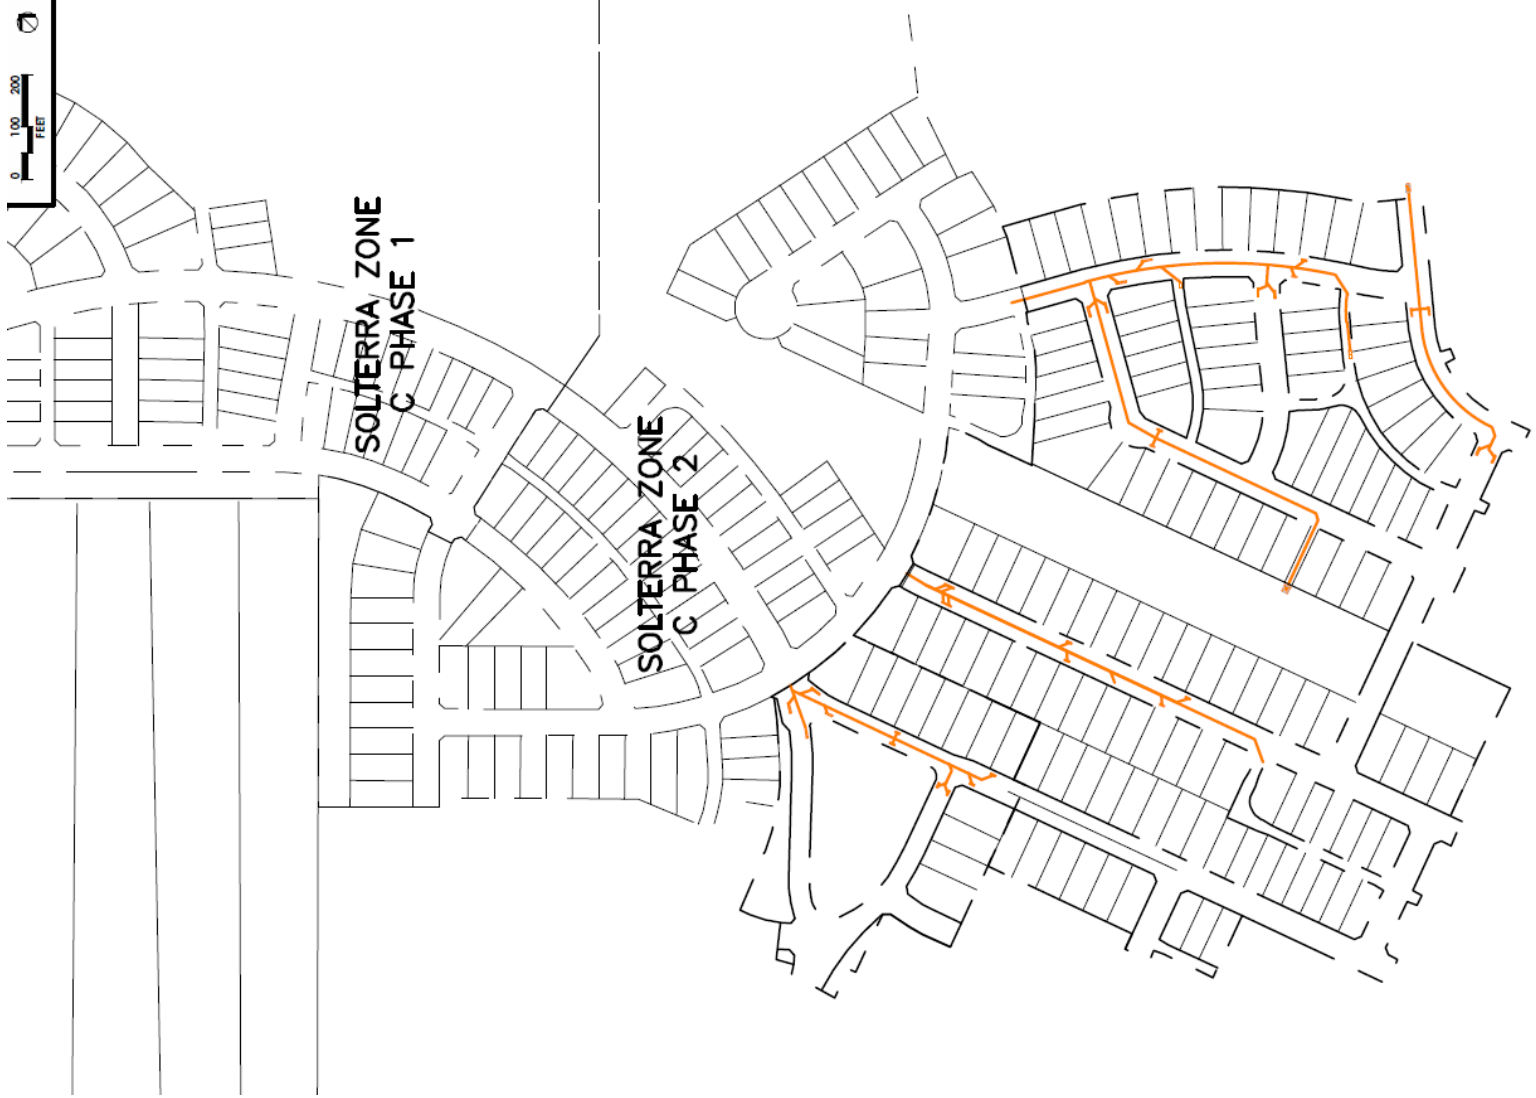 0 100 200
FEET
SOLTERRA ZONE
C PHASE 1
SOLTERRA ZONE
C PHASE 2